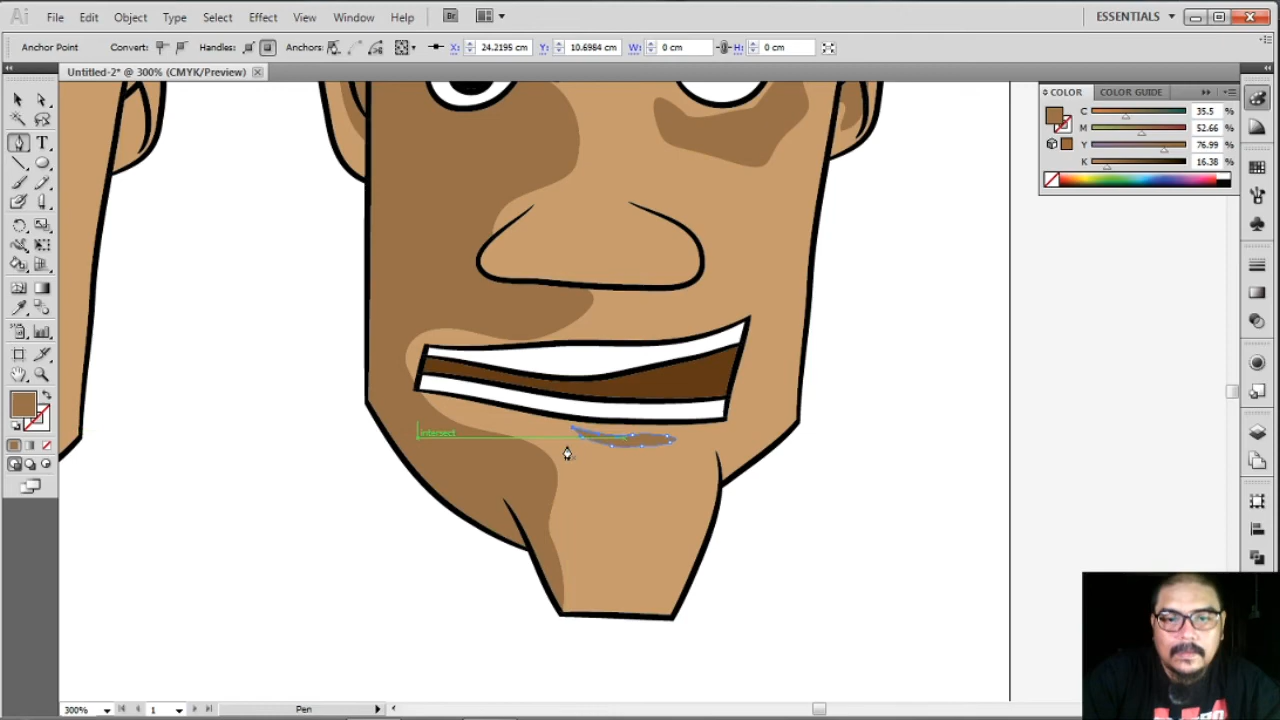 Ai File Edit Object Type Select Effect View Window Help Br ESSENTIALS
Anchor Point Convert: Handles: Anchors: X: 24.2195 cm Y: 10.6984 cm W: 0 cm H: 0 cm
Untitled-2* @ 300% (CMYK/Preview)
COLOR COLOR GUIDE
C 35.5 %
M 52.66
Y 76.99
K 16.38
T
intersect
300% 1 Pen